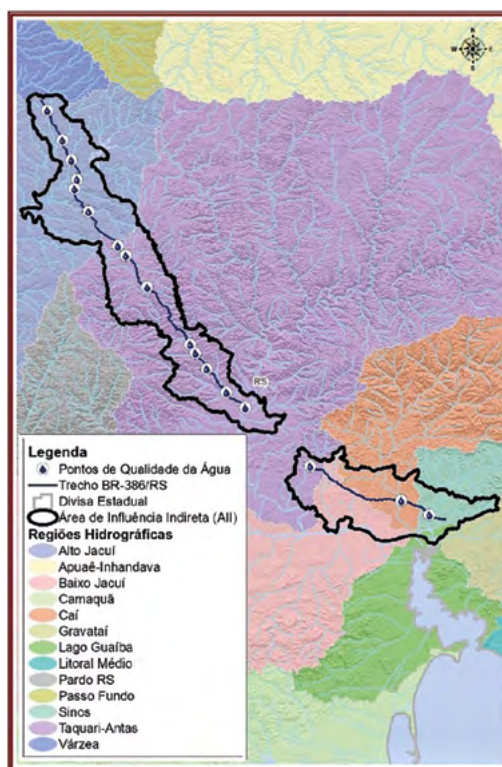 N
W E
S
RS
Legenda
Pontos de Qualidade da Água
Trecho BR-386/RS
Divisa Estadual
Área de Influência Indireta (AII)
Regiões Hidrográficas
Alto Jacuí
Apuaê-Inhandava
Baixo Jacuí
Camaquã
Caí
Gravataí
Lago Guaíba
Litoral Médio
Pardo RS
Passo Fundo
Sinos
Taquari-Antas
Várzea